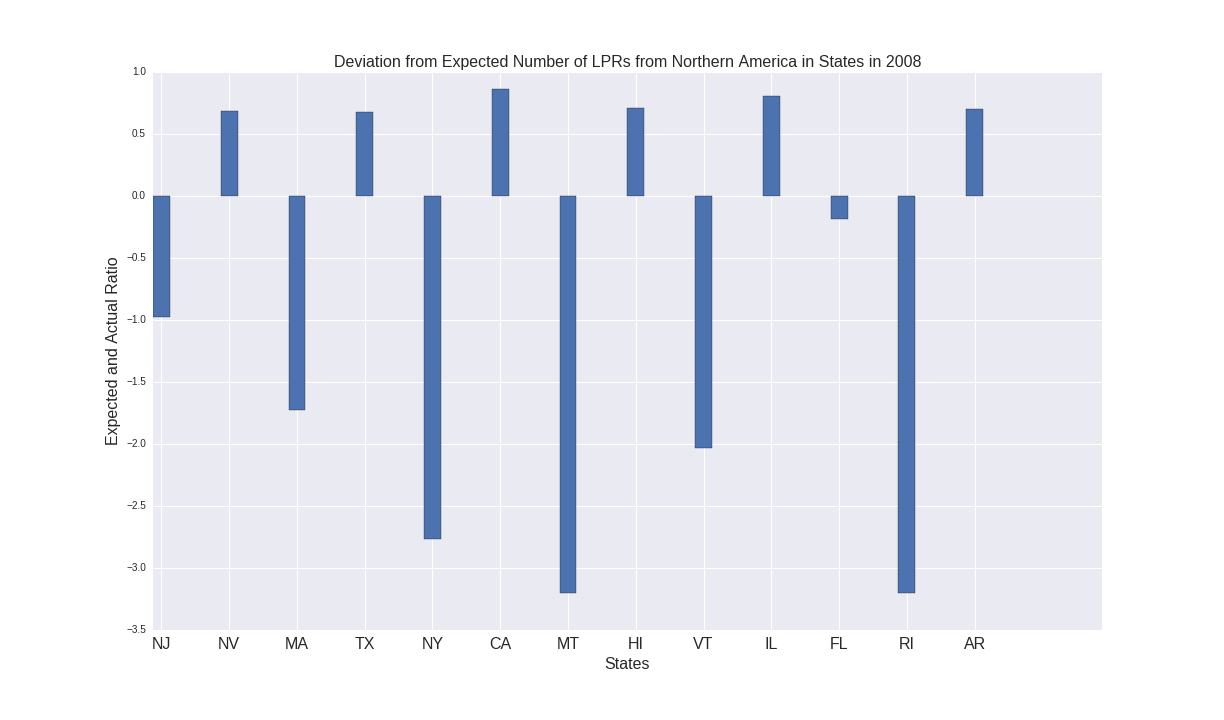 Deviation from Expected Number of LPRs from Northern America in States in 2008
1.0
0.5
0.0
−0.5
−1.0
−1.5
−2.0
−2.5
−3.0
−3.5
Expected and Actual Ratio
NJ NV MA TX NY CA MT HI VT IL FL RI AR
States